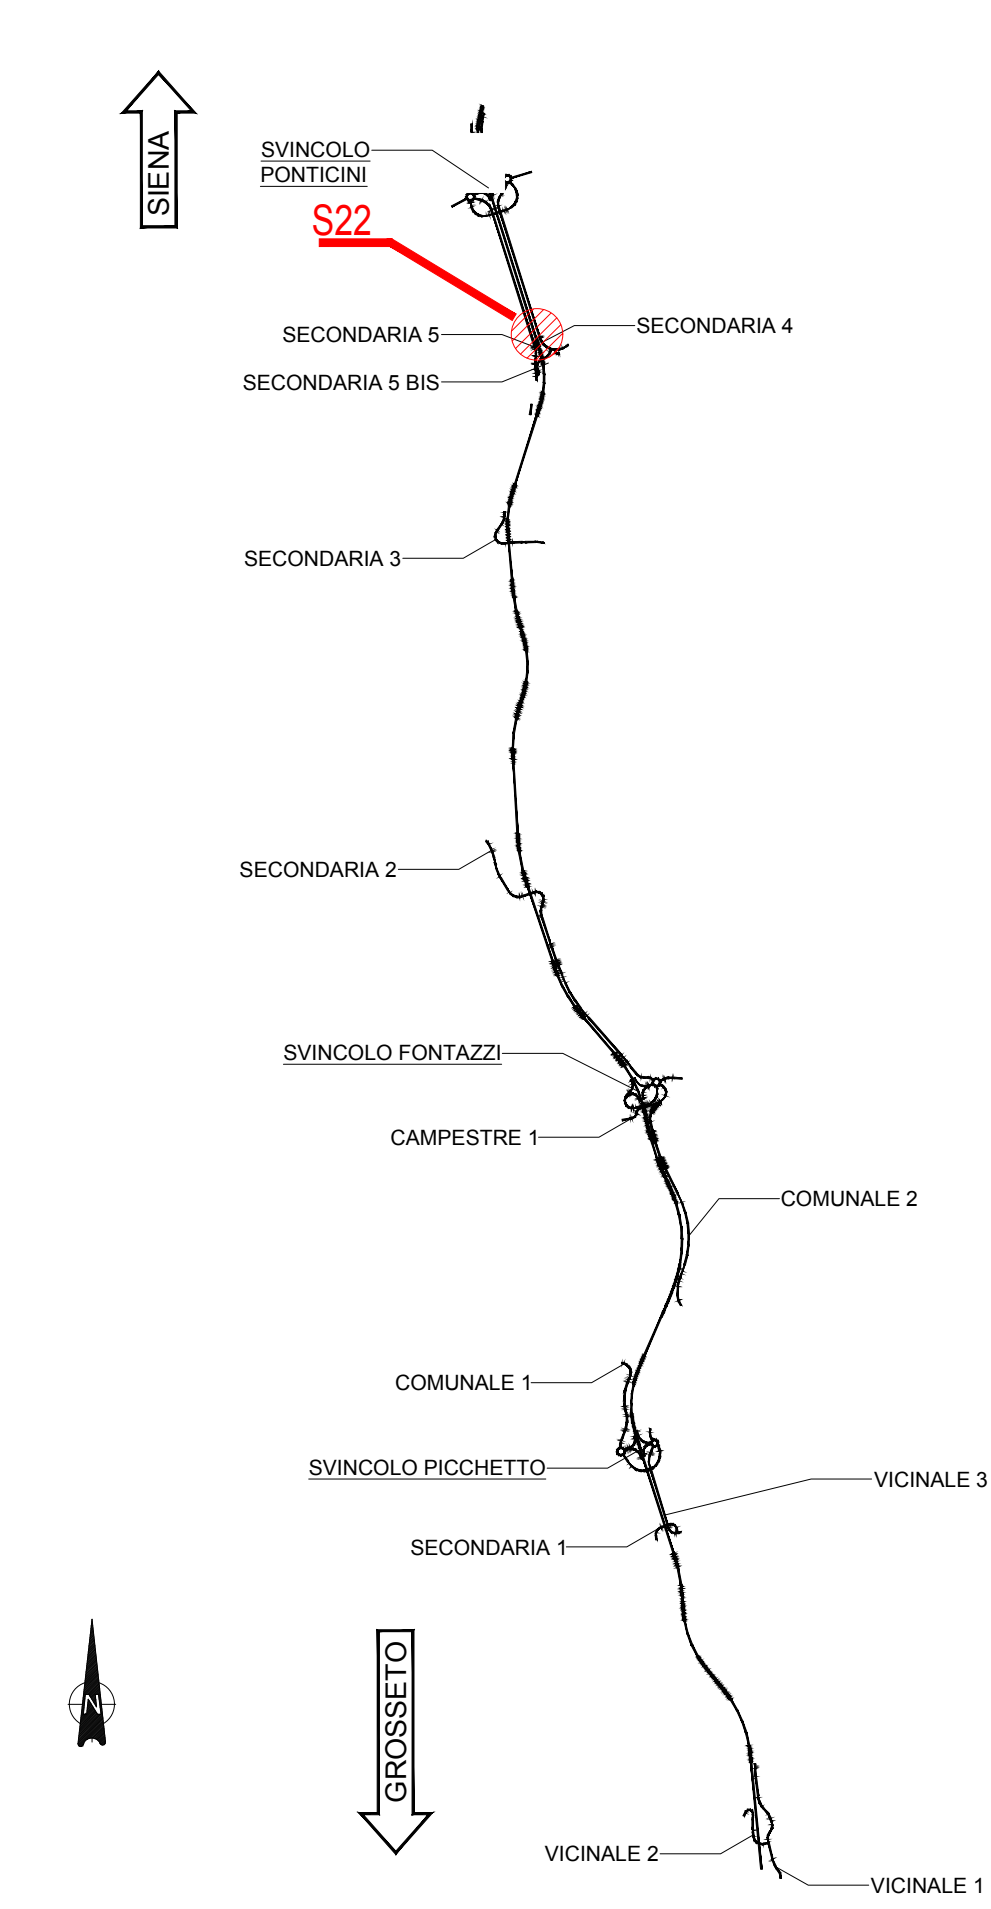 SIENA
SVINCOLO
PONTICINI
S22
SECONDARIA 4
SECONDARIA 5
SECONDARIA 5 BIS
SECONDARIA 3
SECONDARIA 2
SVINCOLO FONTAZZI
CAMPESTRE 1
COMUNALE 2
COMUNALE 1
SVINCOLO PICCHETTO
VICINALE 3
SECONDARIA 1
N
GROSSETO
VICINALE 2
VICINALE 1